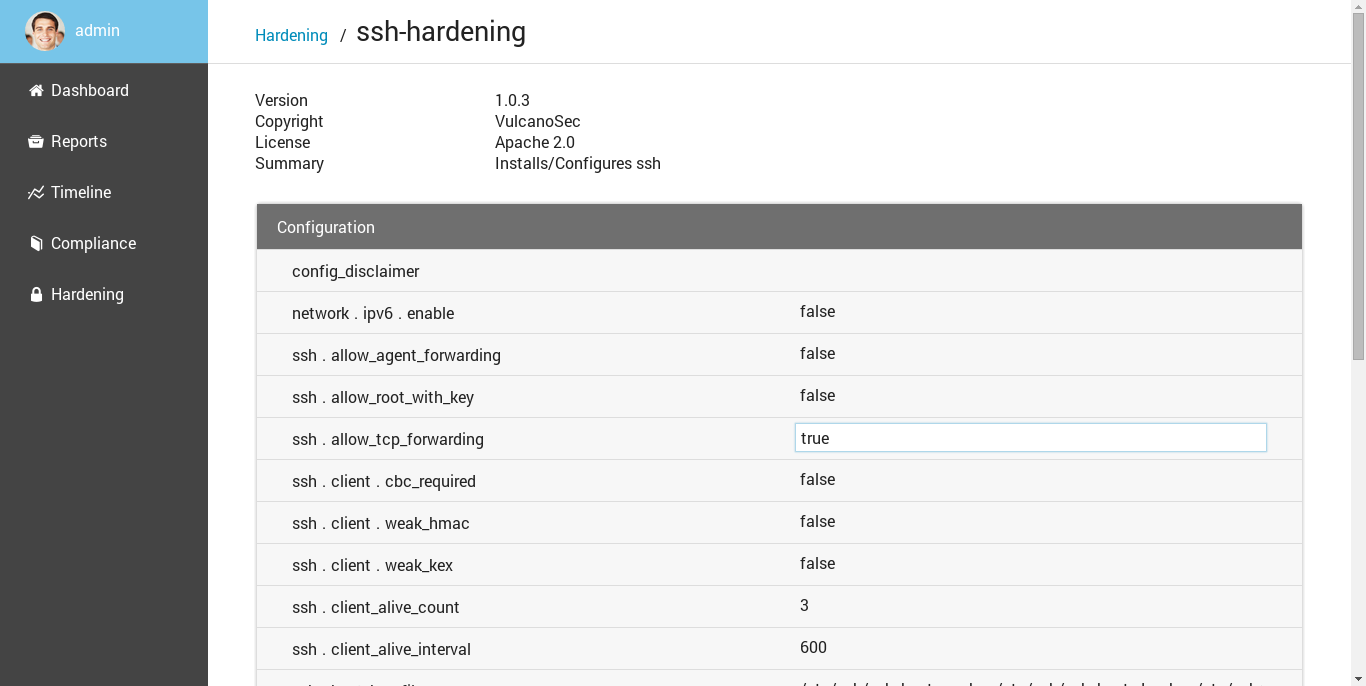 admin
Dashboard
Reports
Timeline
Compliance
Hardening
Hardening / ssh-hardening
Version 1.0.3
Copyright VulcanoSec
License Apache 2.0
Summary Installs/Configures ssh
Configuration
config_disclaimer
network . ipv6 . enable false
ssh . allow_agent_forwarding false
ssh . allow_root_with_key false
ssh . allow_tcp_forwarding true
ssh . client . cbc_required false
ssh . client . weak_hmac false
ssh . client . weak_kex false
ssh . client_alive_count 3
ssh . client_alive_interval 600